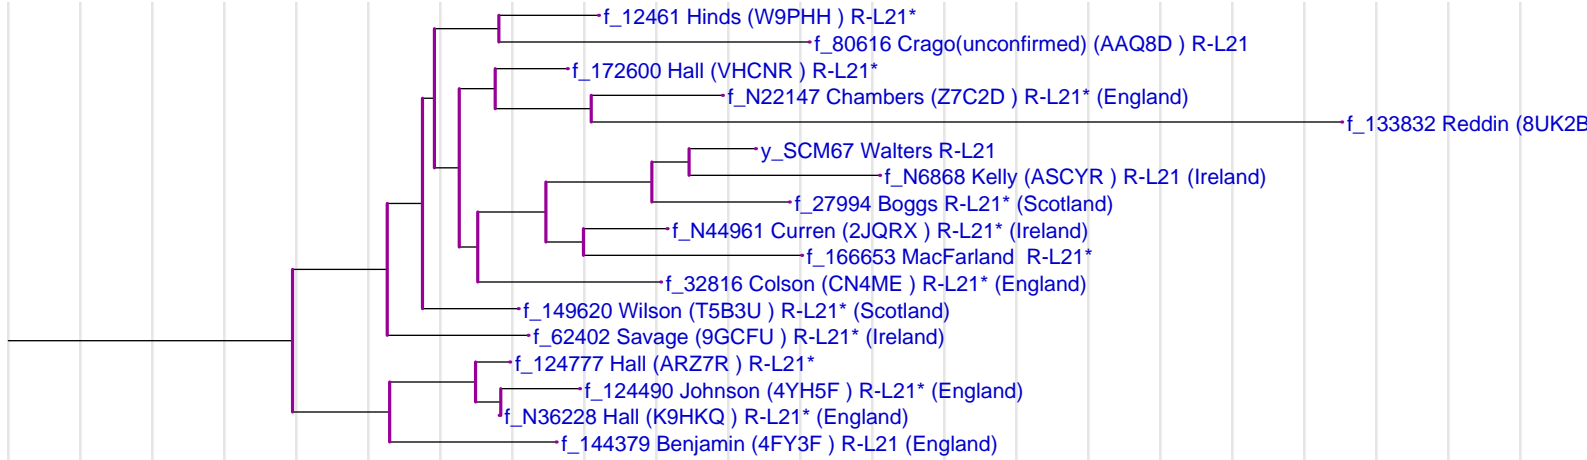 f_12461 Hinds (W9PHH ) R-L21*
f_80616 Crago(unconfirmed) (AAQ8D ) R-L21
f_172600 Hall (VHCNR ) R-L21*
f_N22147 Chambers (Z7C2D ) R-L21* (England)
f_133832 Reddin (8UK2B
y_SCM67 Walters R-L21
f_N6868 Kelly (ASCYR ) R-L21 (Ireland)
f_27994 Boggs R-L21* (Scotland)
f_N44961 Curren (2JQRX ) R-L21* (Ireland)
f_166653 MacFarland  R-L21*
f_32816 Colson (CN4ME ) R-L21* (England)
f_149620 Wilson (T5B3U ) R-L21* (Scotland)
f_62402 Savage (9GCFU ) R-L21* (Ireland)
f_124777 Hall (ARZ7R ) R-L21*
f_124490 Johnson (4YH5F ) R-L21* (England)
f_N36228 Hall (K9HKQ ) R-L21* (England)
f_144379 Benjamin (4FY3F ) R-L21 (England)